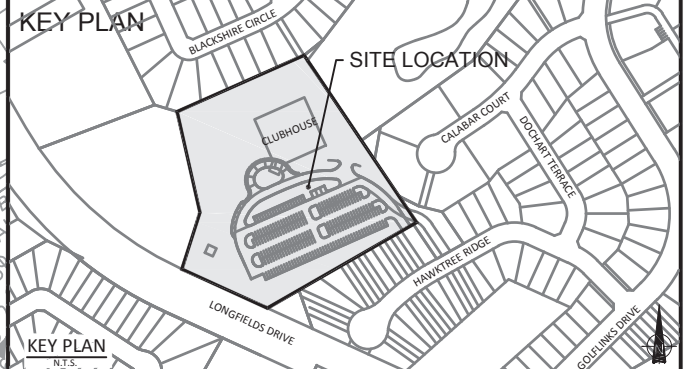 KEY PLAN
BLACKSHIRE CIRCLE
SITE LOCATION
CLUBHOUSE
CALABAR COURT
DOCHART TERRACE
HAWKTREE RIDGE
LONGFIELDS DRIVE
GOLFLINKS DRIVE
KEY PLAN
N.T.S.